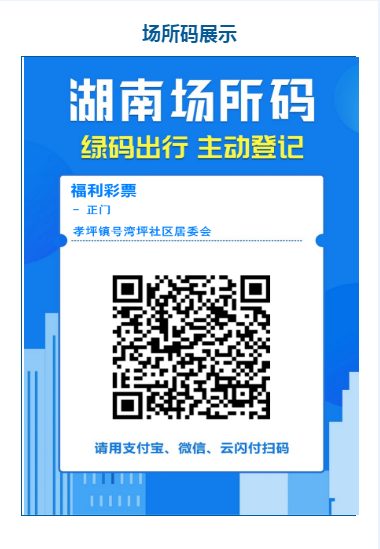 场所码展示
湖南场所码
绿码出行 主动登记
福利彩票
- 正门
孝坪镇号湾坪社区居委会
请用支付宝、微信、云闪付扫码